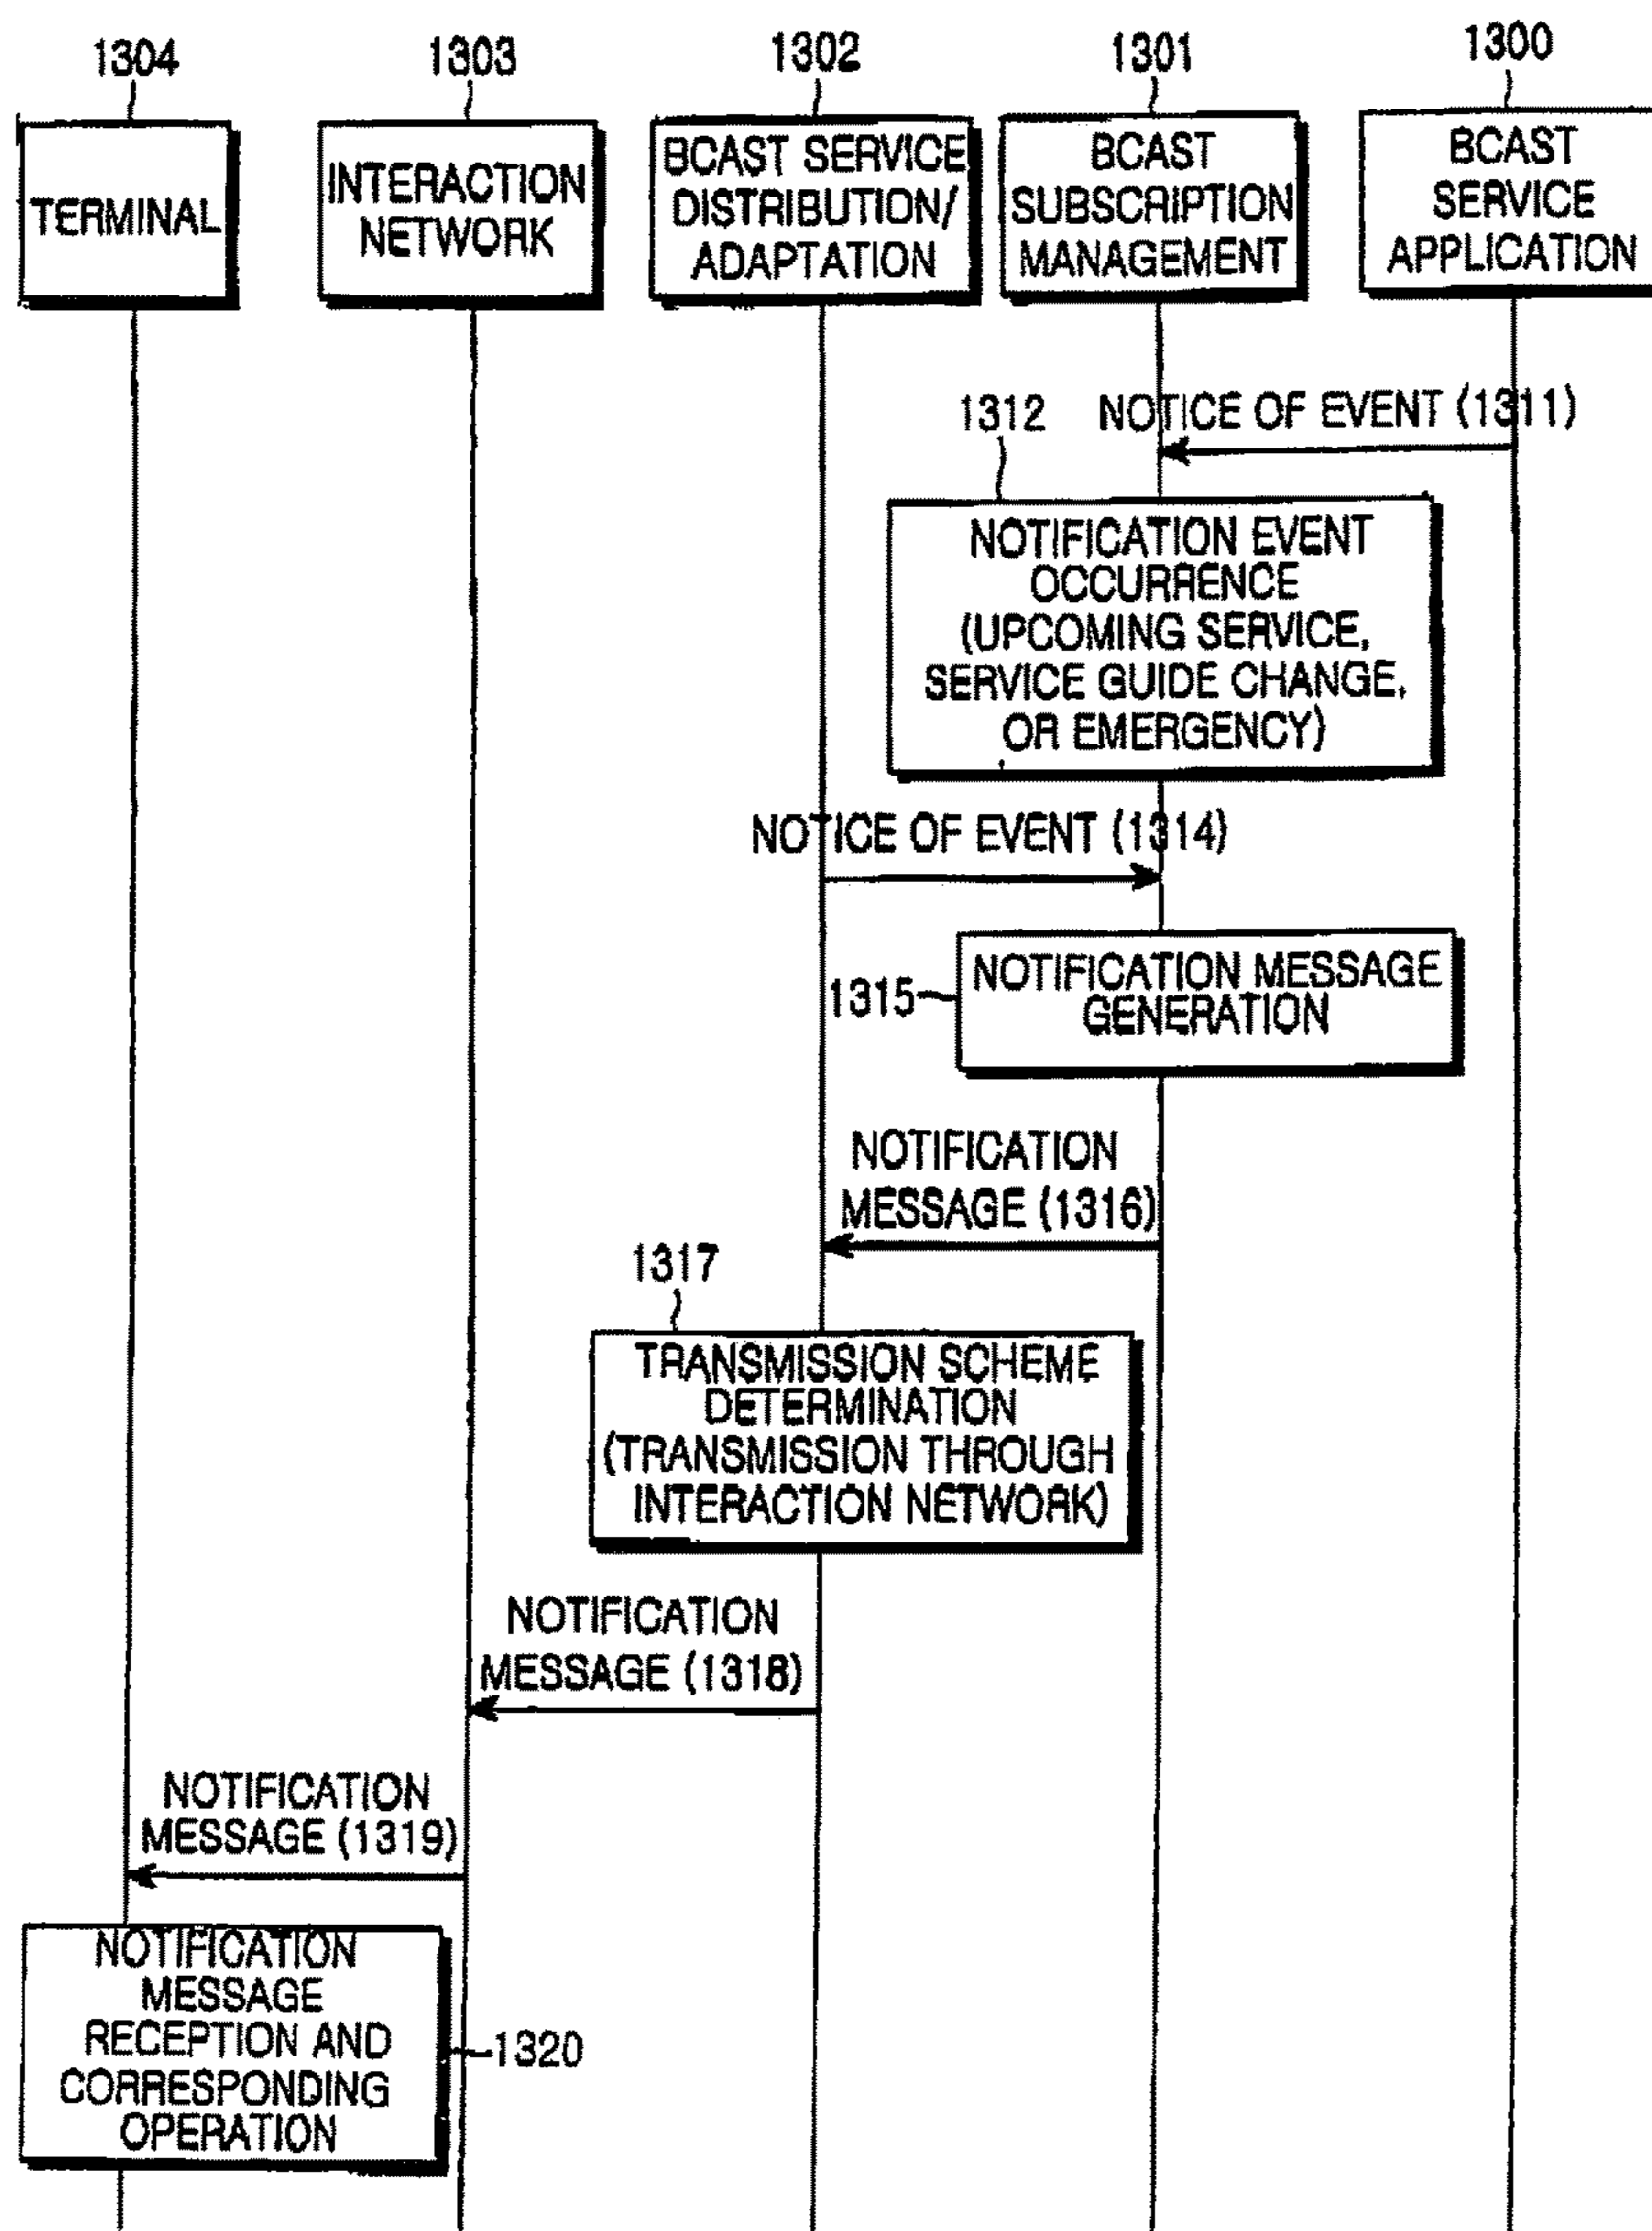 1304
1303
1302
1301
1300
TERMINAL
INTERACTION
NETWORK
BCAST SERVICE
DISTRIBUTION/
ADAPTATION
BCAST
SUBSCRIPTION
MANAGEMENT
BCAST
SERVICE
APPLICATION
NOTICE OF EVENT (1311)
1312
NOTIFICATION EVENT
OCCURRENCE
(UPCOMING SERVICE,
SERVICE GUIDE CHANGE,
OR EMERGENCY)
NOTICE OF EVENT (1314)
1315
NOTIFICATION MESSAGE
GENERATION
NOTIFICATION
MESSAGE (1316)
1317
TRANSMISSION SCHEME
DETERMINATION
(TRANSMISSION THROUGH
INTERACTION NETWORK)
NOTIFICATION
MESSAGE (1318)
NOTIFICATION
MESSAGE (1319)
NOTIFICATION
MESSAGE
RECEPTION AND
CORRESPONDING
OPERATION
1320